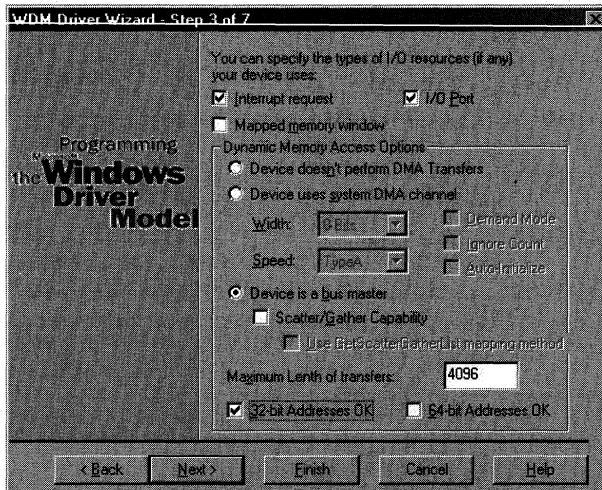 WDM Driver Wizard - Step 3 of 7
You can specify the types of I/O resources (if any)
your device uses:
Interrupt request
I/O Port
Mapped memory window
Dynamic Memory Access Options
Device doesn't perform DMA Transfers
Device uses system DMA channel
Width:
8-Bits
Demand Mode
Ignore Count
Speed:
TypeA
Auto-Initialize
Device is a bus master
Scatter/Gather Capability
Use GetScatterGatherList mapping method
Maximum Lenth of transfers:
4096
32-bit Addresses OK
64-bit Addresses OK
Programming
the Windows
Driver
Model
< Back
Next >
Finish
Cancel
Help